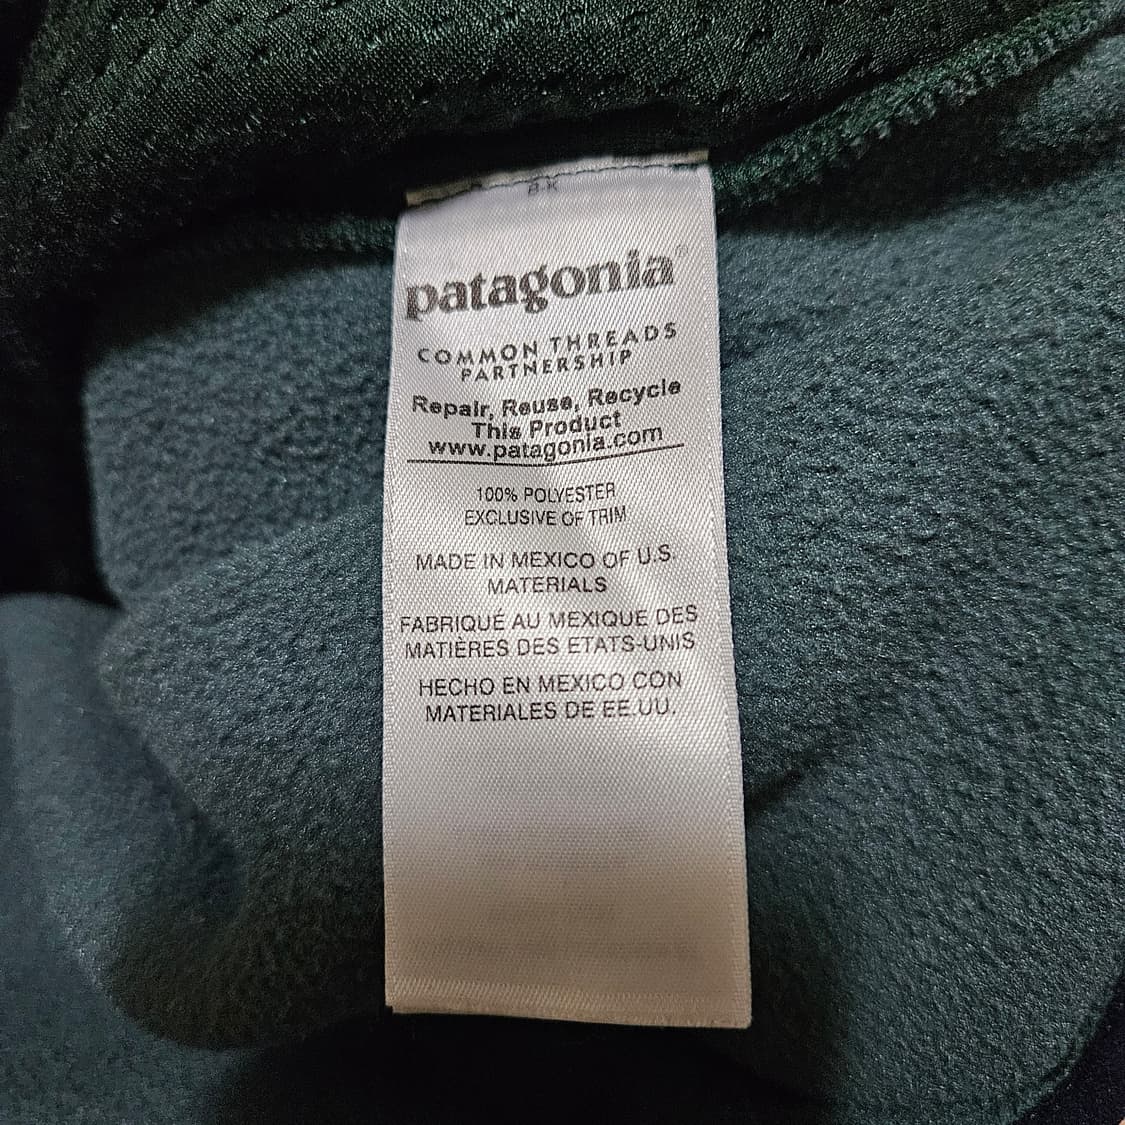 patagonia®
COMMON THREADS
PARTNERSHIP
Repair, Reuse, Recycle
This Product
www.patagonia.com
100% POLYESTER
EXCLUSIVE OF TRIM
MADE IN MEXICO OF U.S.
MATERIALS
FABRIQUÉ AU MEXIQUE DES
MATIÈRES DES ETATS-UNIS
HECHO EN MEXICO CON
MATERIALES DE EE.UU.